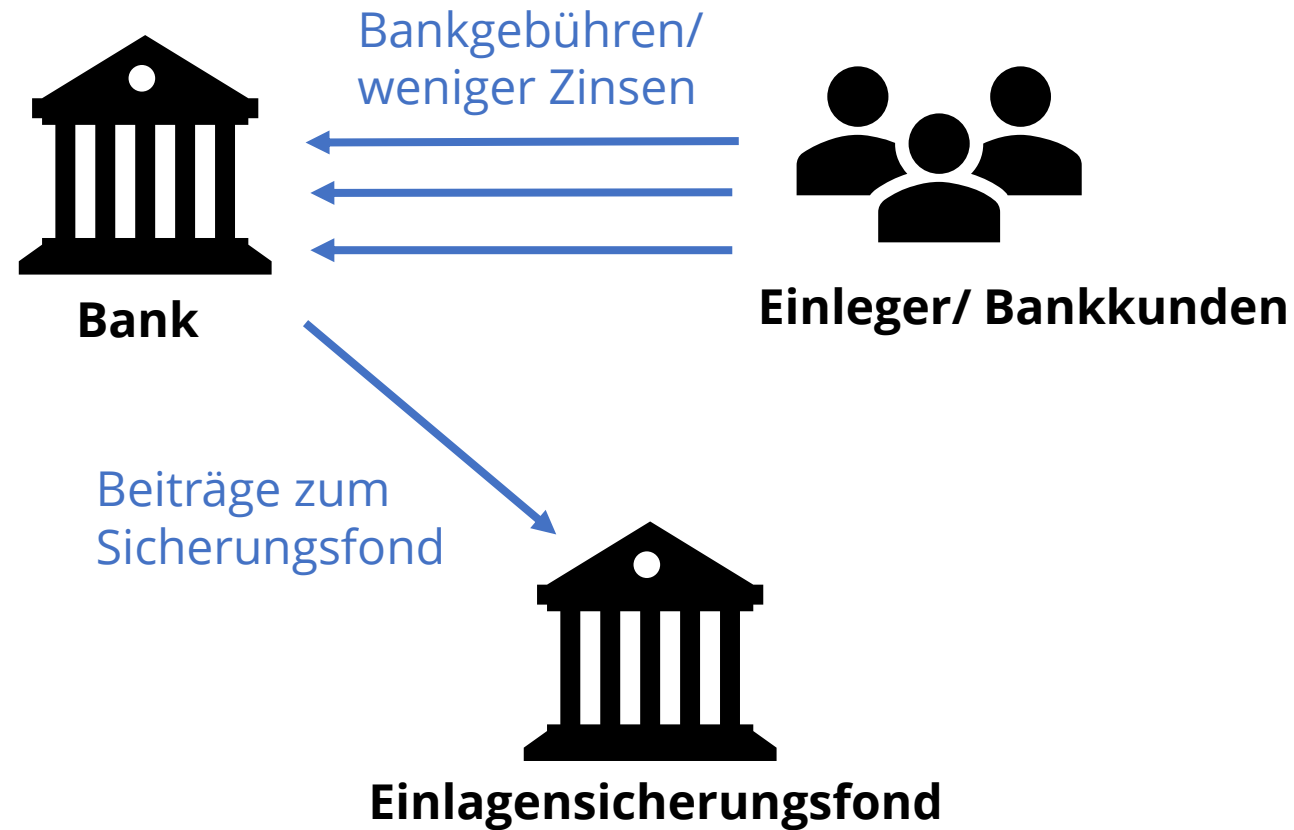 Bankgebühren/
weniger Zinsen
Bank
Einleger/ Bankkunden
Beiträge zum
Sicherungsfond
Einlagensicherungsfond